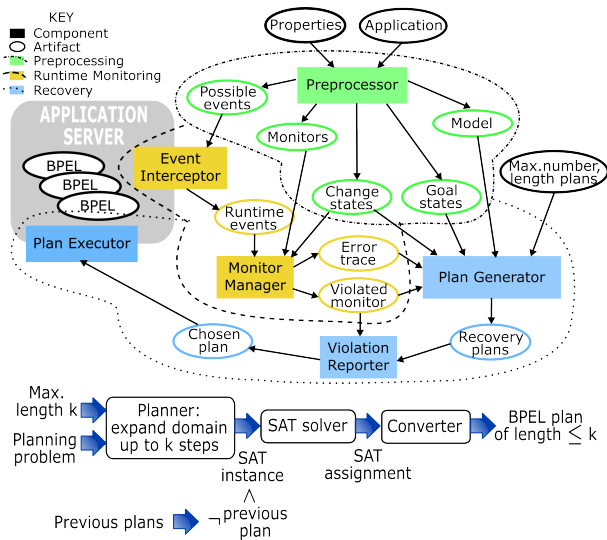 KEY
Component
Artifact
Preprocessing
Runtime Monitoring
Recovery
Properties
Application
Preprocessor
Possible
events
Monitors
Model
APPLICATION
SERVER
BPEL
BPEL
BPEL
Event
Interceptor
Change
states
Goal
states
Max.number,
length plans
Runtime
events
Plan Executor
Monitor
Manager
Error
trace
Violated
monitor
Plan Generator
Chosen
plan
Violation
Reporter
Recovery
plans
Max.
length k
Planning
problem
Planner:
expand domain
up to k steps
SAT solver
Converter
BPEL plan
of length ≤ k
SAT
instance
∧
¬ previous
plan
SAT
assignment
Previous plans